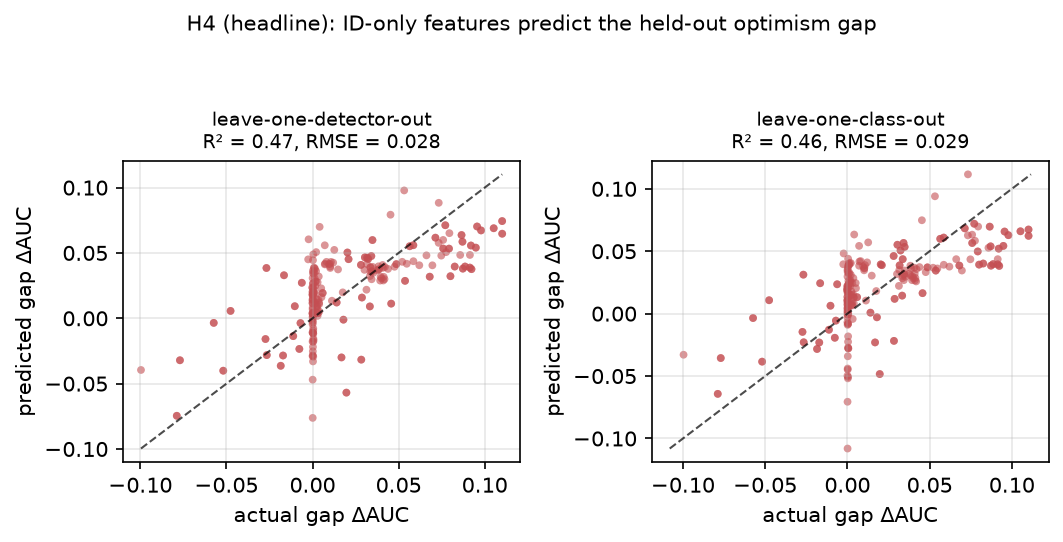 H4 (headline): ID-only features predict the held-out optimism gap
leave-one-detector-out
R² = 0.47, RMSE = 0.028
predicted gap ΔAUC
0.10
0.05
0.00
−0.05
−0.10
−0.10 −0.05 0.00 0.05 0.10
actual gap ΔAUC
leave-one-class-out
R² = 0.46, RMSE = 0.029
predicted gap ΔAUC
0.10
0.05
0.00
−0.05
−0.10
−0.10 −0.05 0.00 0.05 0.10
actual gap ΔAUC